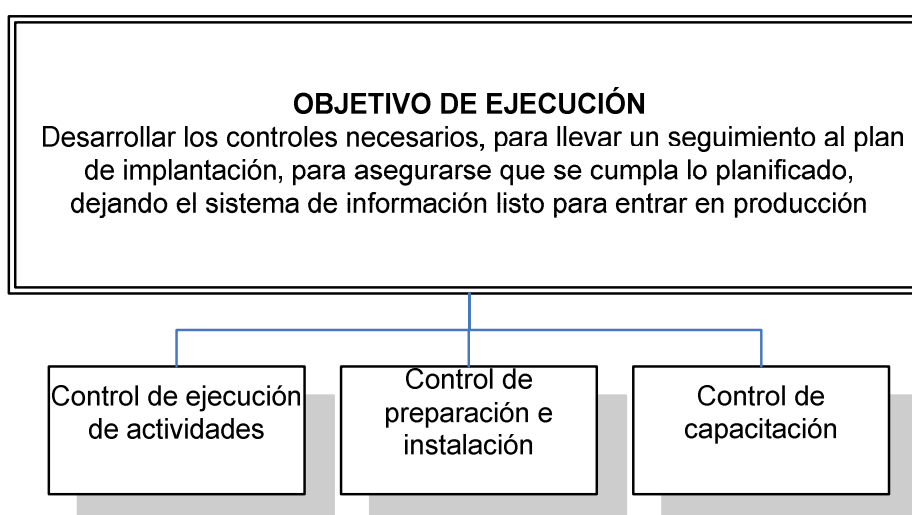 OBJETIVO DE EJECUCIÓN
Desarrollar los controles necesarios, para llevar un seguimiento al plan
de implantación, para asegurarse que se cumpla lo planificado,
dejando el sistema de información listo para entrar en producción
Control de ejecución
de actividades
Control de
preparación e
instalación
Control de
capacitación